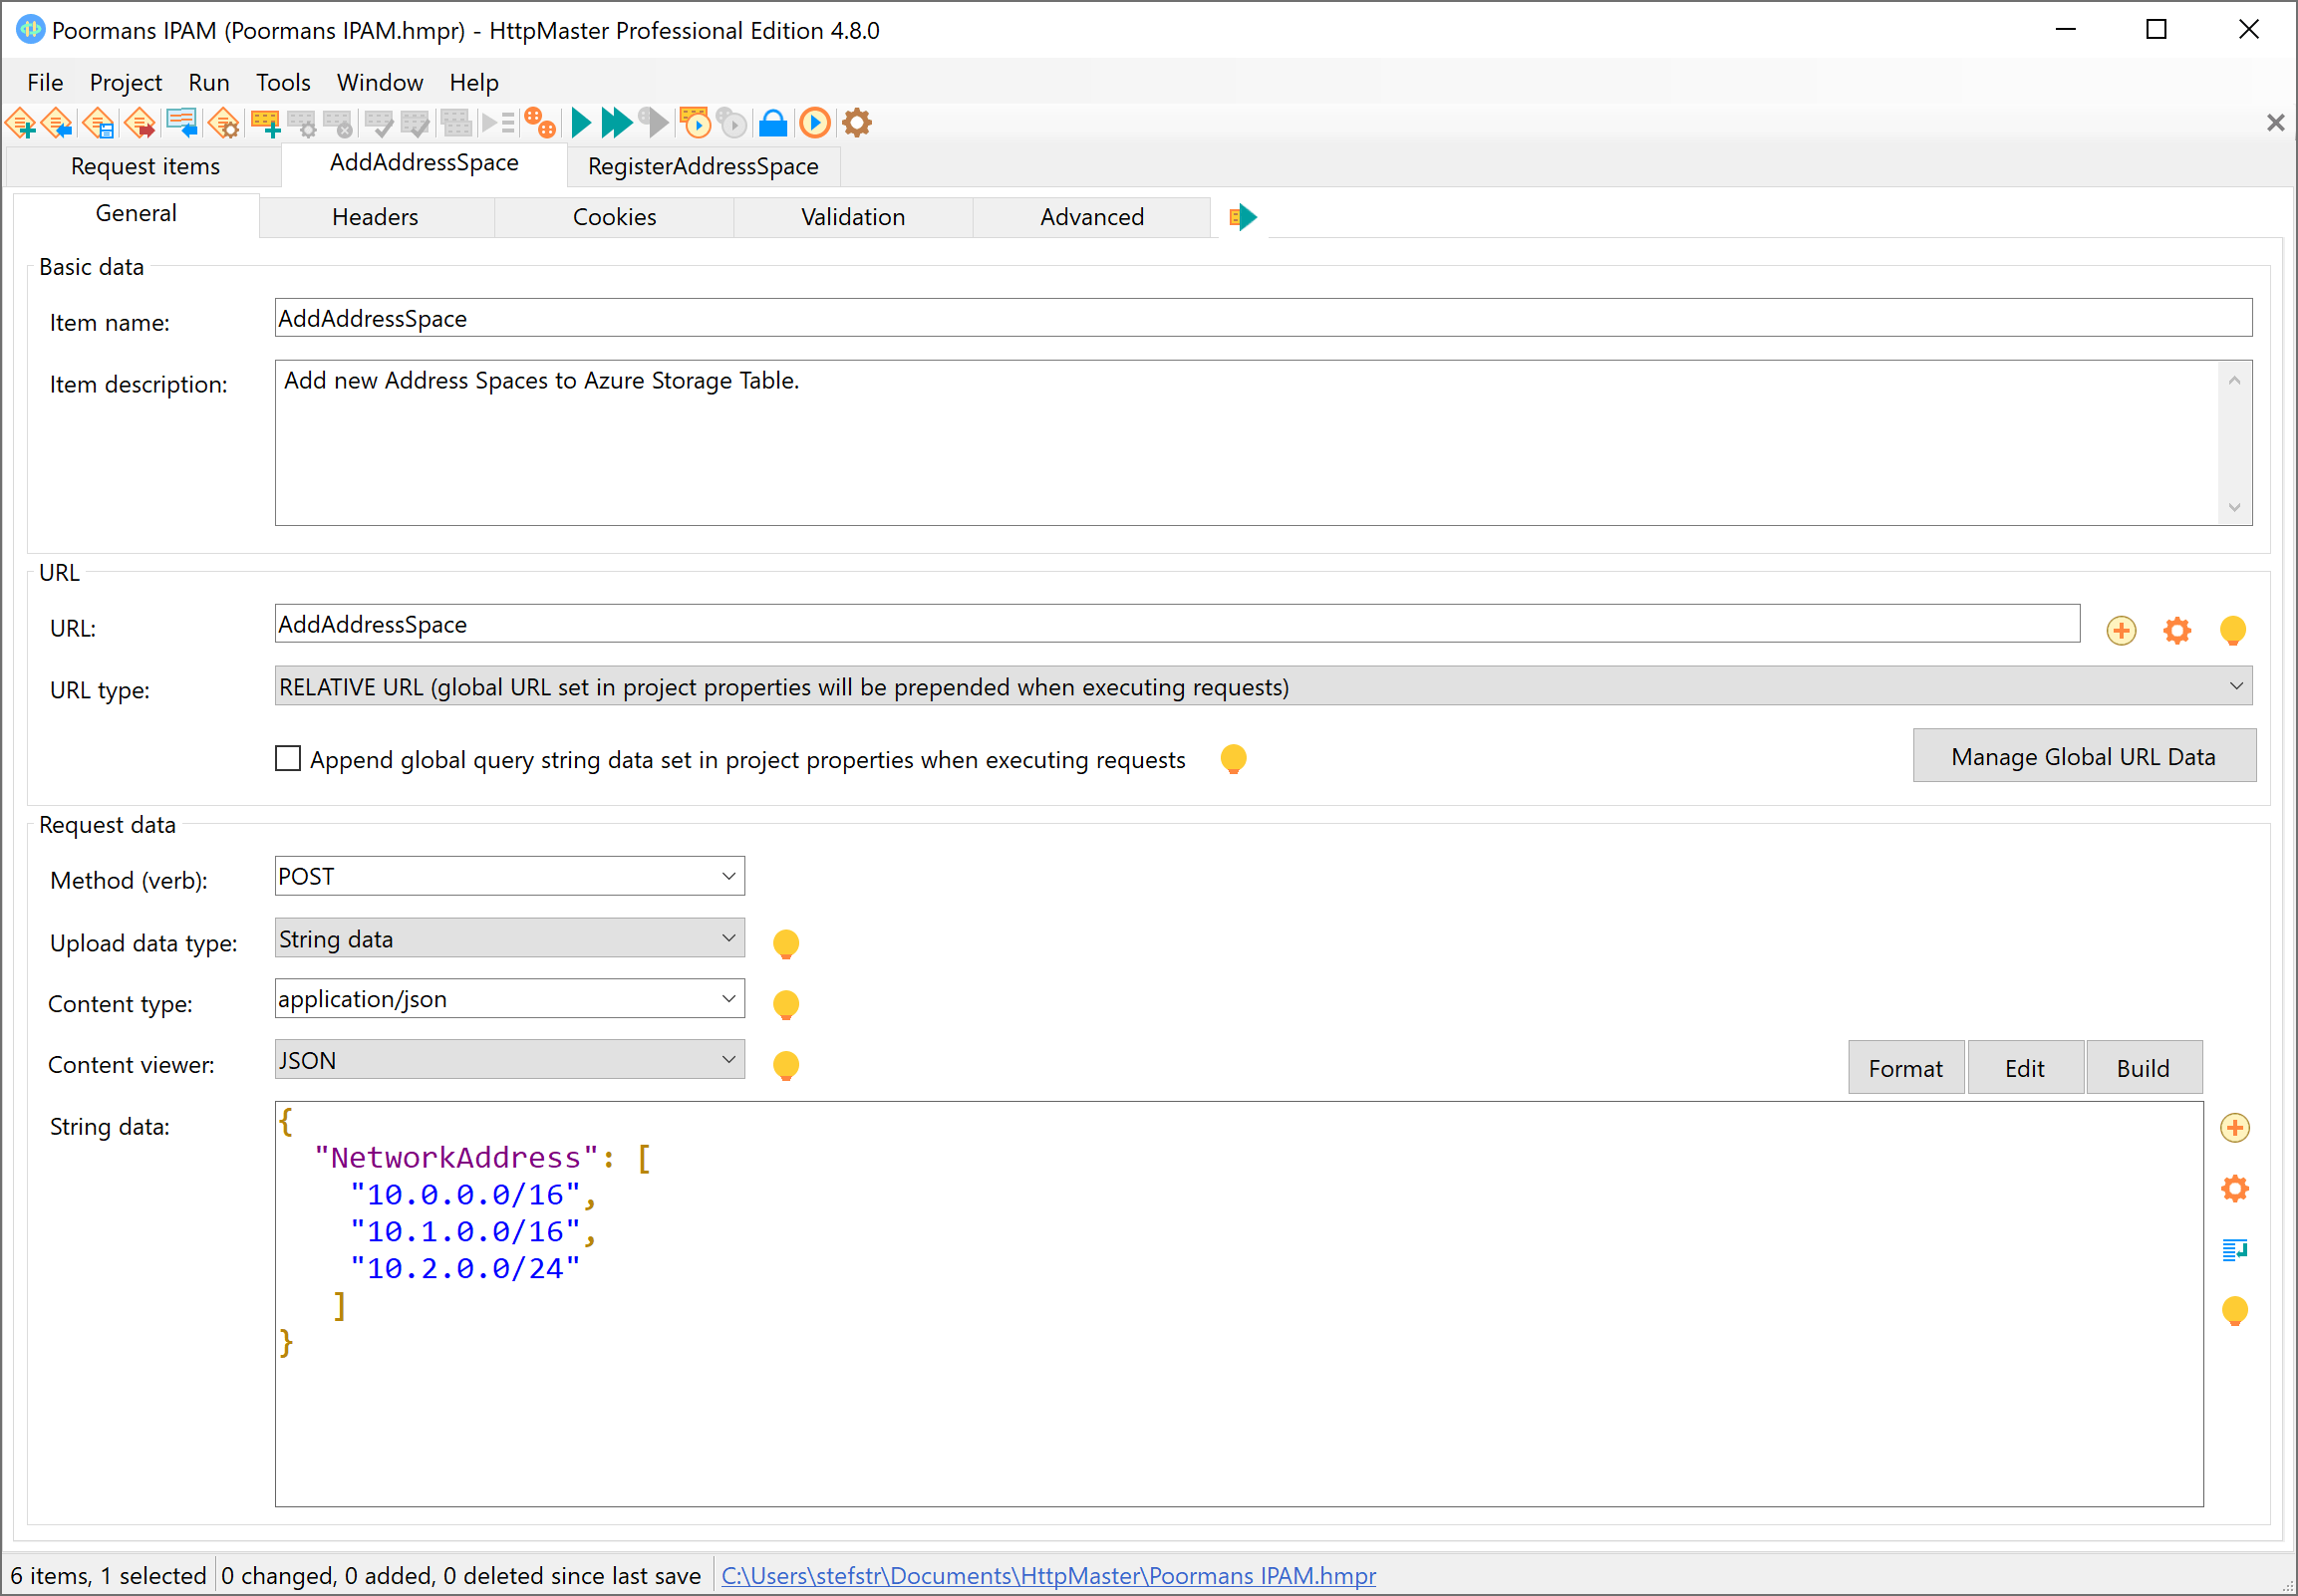 Poormans IPAM (Poormans IPAM.hmpr) - HttpMaster Professional Edition 4.8.0
File Project Run Tools Window Help
Request items AddAddressSpace RegisterAddressSpace
General Headers Cookies Validation Advanced
Basic data
Item name: AddAddressSpace
Item description: Add new Address Spaces to Azure Storage Table.
URL
URL: AddAddressSpace
URL type: RELATIVE URL (global URL set in project properties will be prepended when executing requests)
Append global query string data set in project properties when executing requests Manage Global URL Data
Request data
Method (verb): POST
Upload data type: String data
Content type: application/json
Content viewer: JSON Format Edit Build
String data: {
"NetworkAddress": [
"10.0.0.0/16",
"10.1.0.0/16",
"10.2.0.0/24"
]
}
6 items, 1 selected 0 changed, 0 added, 0 deleted since last save C:\Users\stefstr\Documents\HttpMaster\Poormans IPAM.hmpr